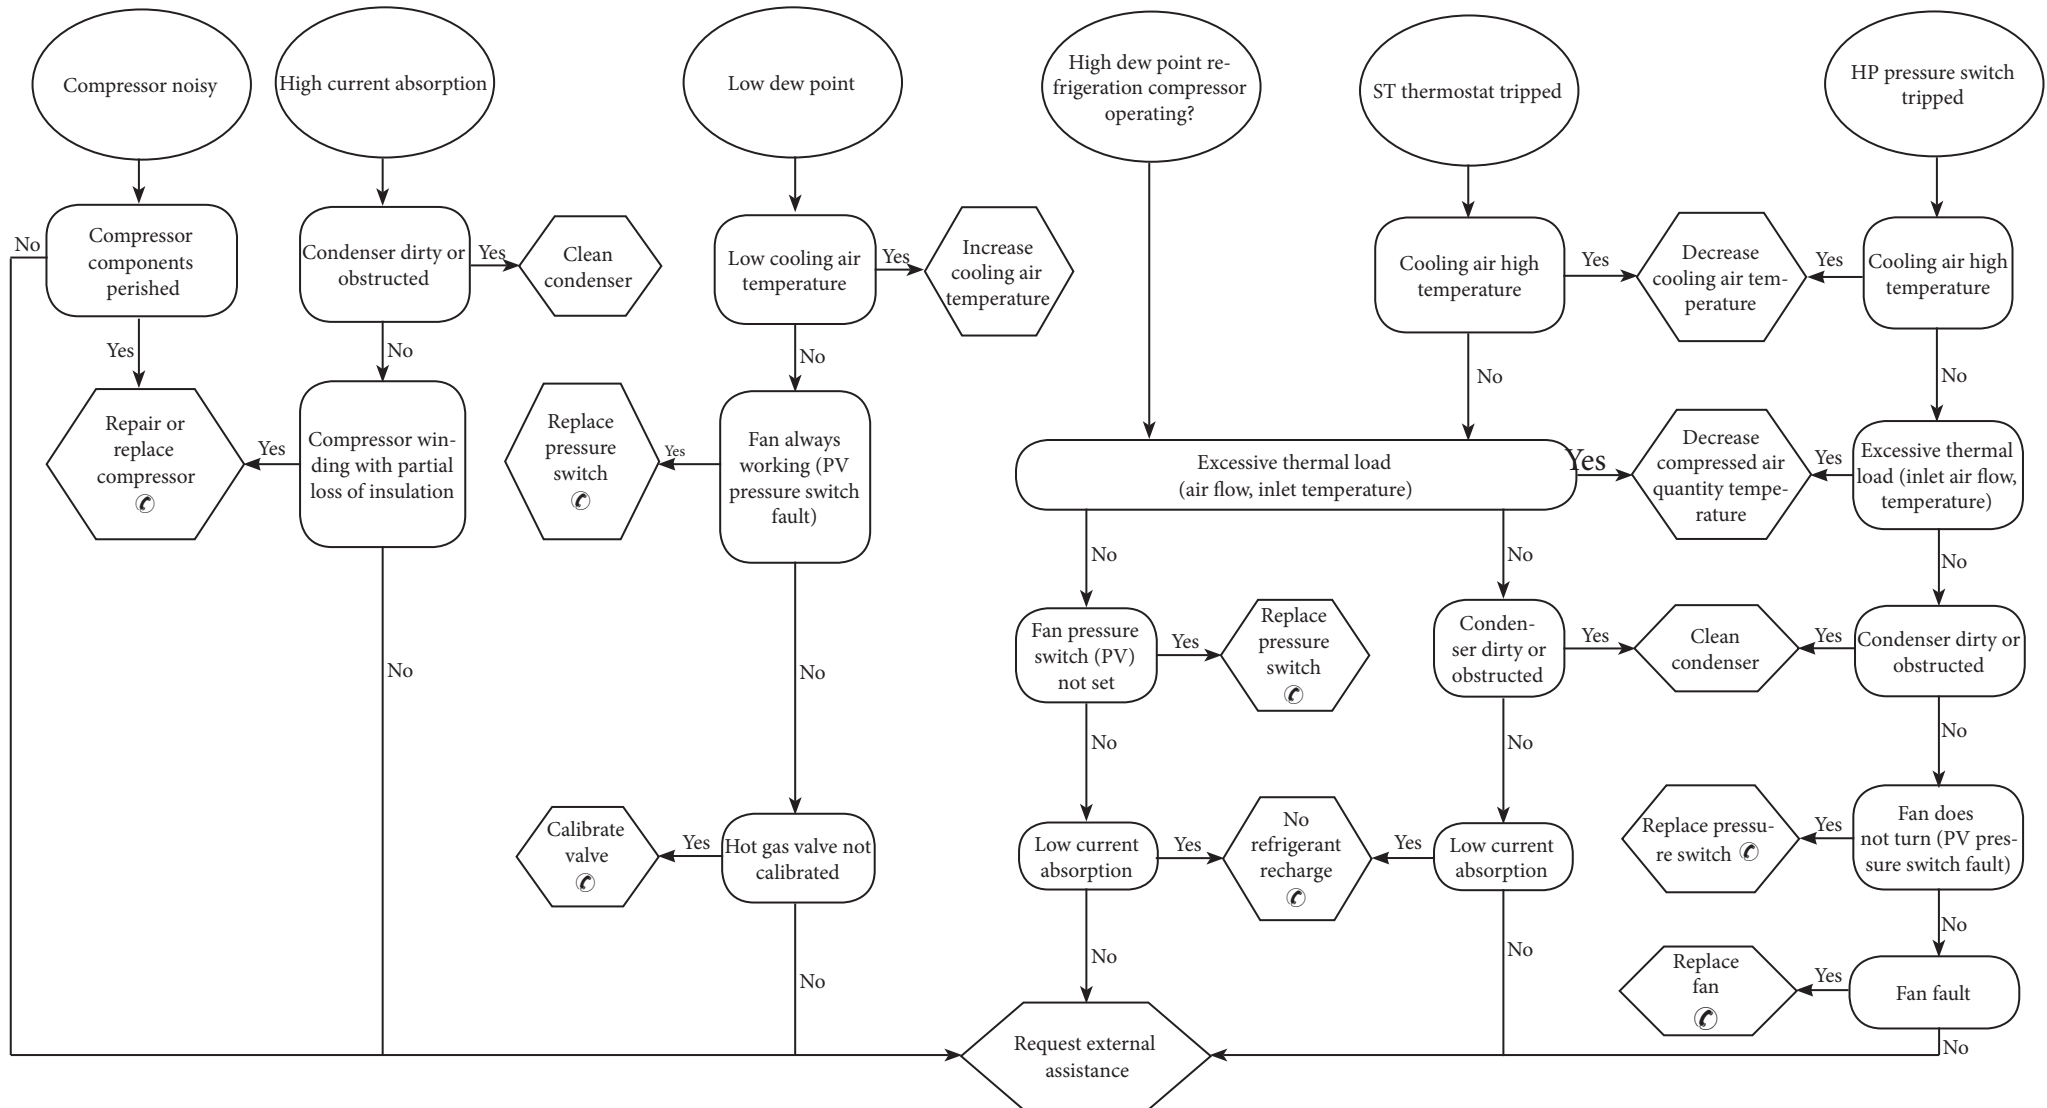 Compressor noisy
High current absorption
Low dew point
High dew point re-
frigeration compressor
operating?
ST thermostat tripped
HP pressure switch
tripped
No
Compressor
components
perished
Condenser dirty or
obstructed
Yes
Clean
condenser
Low cooling air
temperature
Yes
Increase
cooling air
temperature
Cooling air high
temperature
Yes
Decrease
cooling air tem-
perature
Yes
Cooling air high
temperature
Yes
No
No
No
No
Repair or
replace
compressor
✆
Yes
Compressor win-
ding with partial
loss of insulation
Replace
pressure
switch
✆
Yes
Fan always
working (PV
pressure switch
fault)
Excessive thermal load
(air flow, inlet temperature)
Yes
Decrease
compressed air
quantity tempe-
rature
Yes
Excessive thermal
load (inlet air flow,
temperature)
No
No
No
No
No
Fan pressure
switch (PV)
not set
Yes
Replace
pressure
switch
✆
Conden-
ser dirty or
obstructed
Yes
Clean
condenser
Yes
Condenser dirty or
obstructed
No
No
No
Calibrate
valve
✆
Yes
Hot gas valve not
calibrated
Low current
absorption
Yes
No
refrigerant
recharge
✆
Yes
Low current
absorption
Replace pressu-
re switch ✆
Yes
Fan does
not turn (PV pres-
sure switch fault)
No
No
No
No
Replace
fan
✆
Yes
Fan fault
Request external
assistance
No